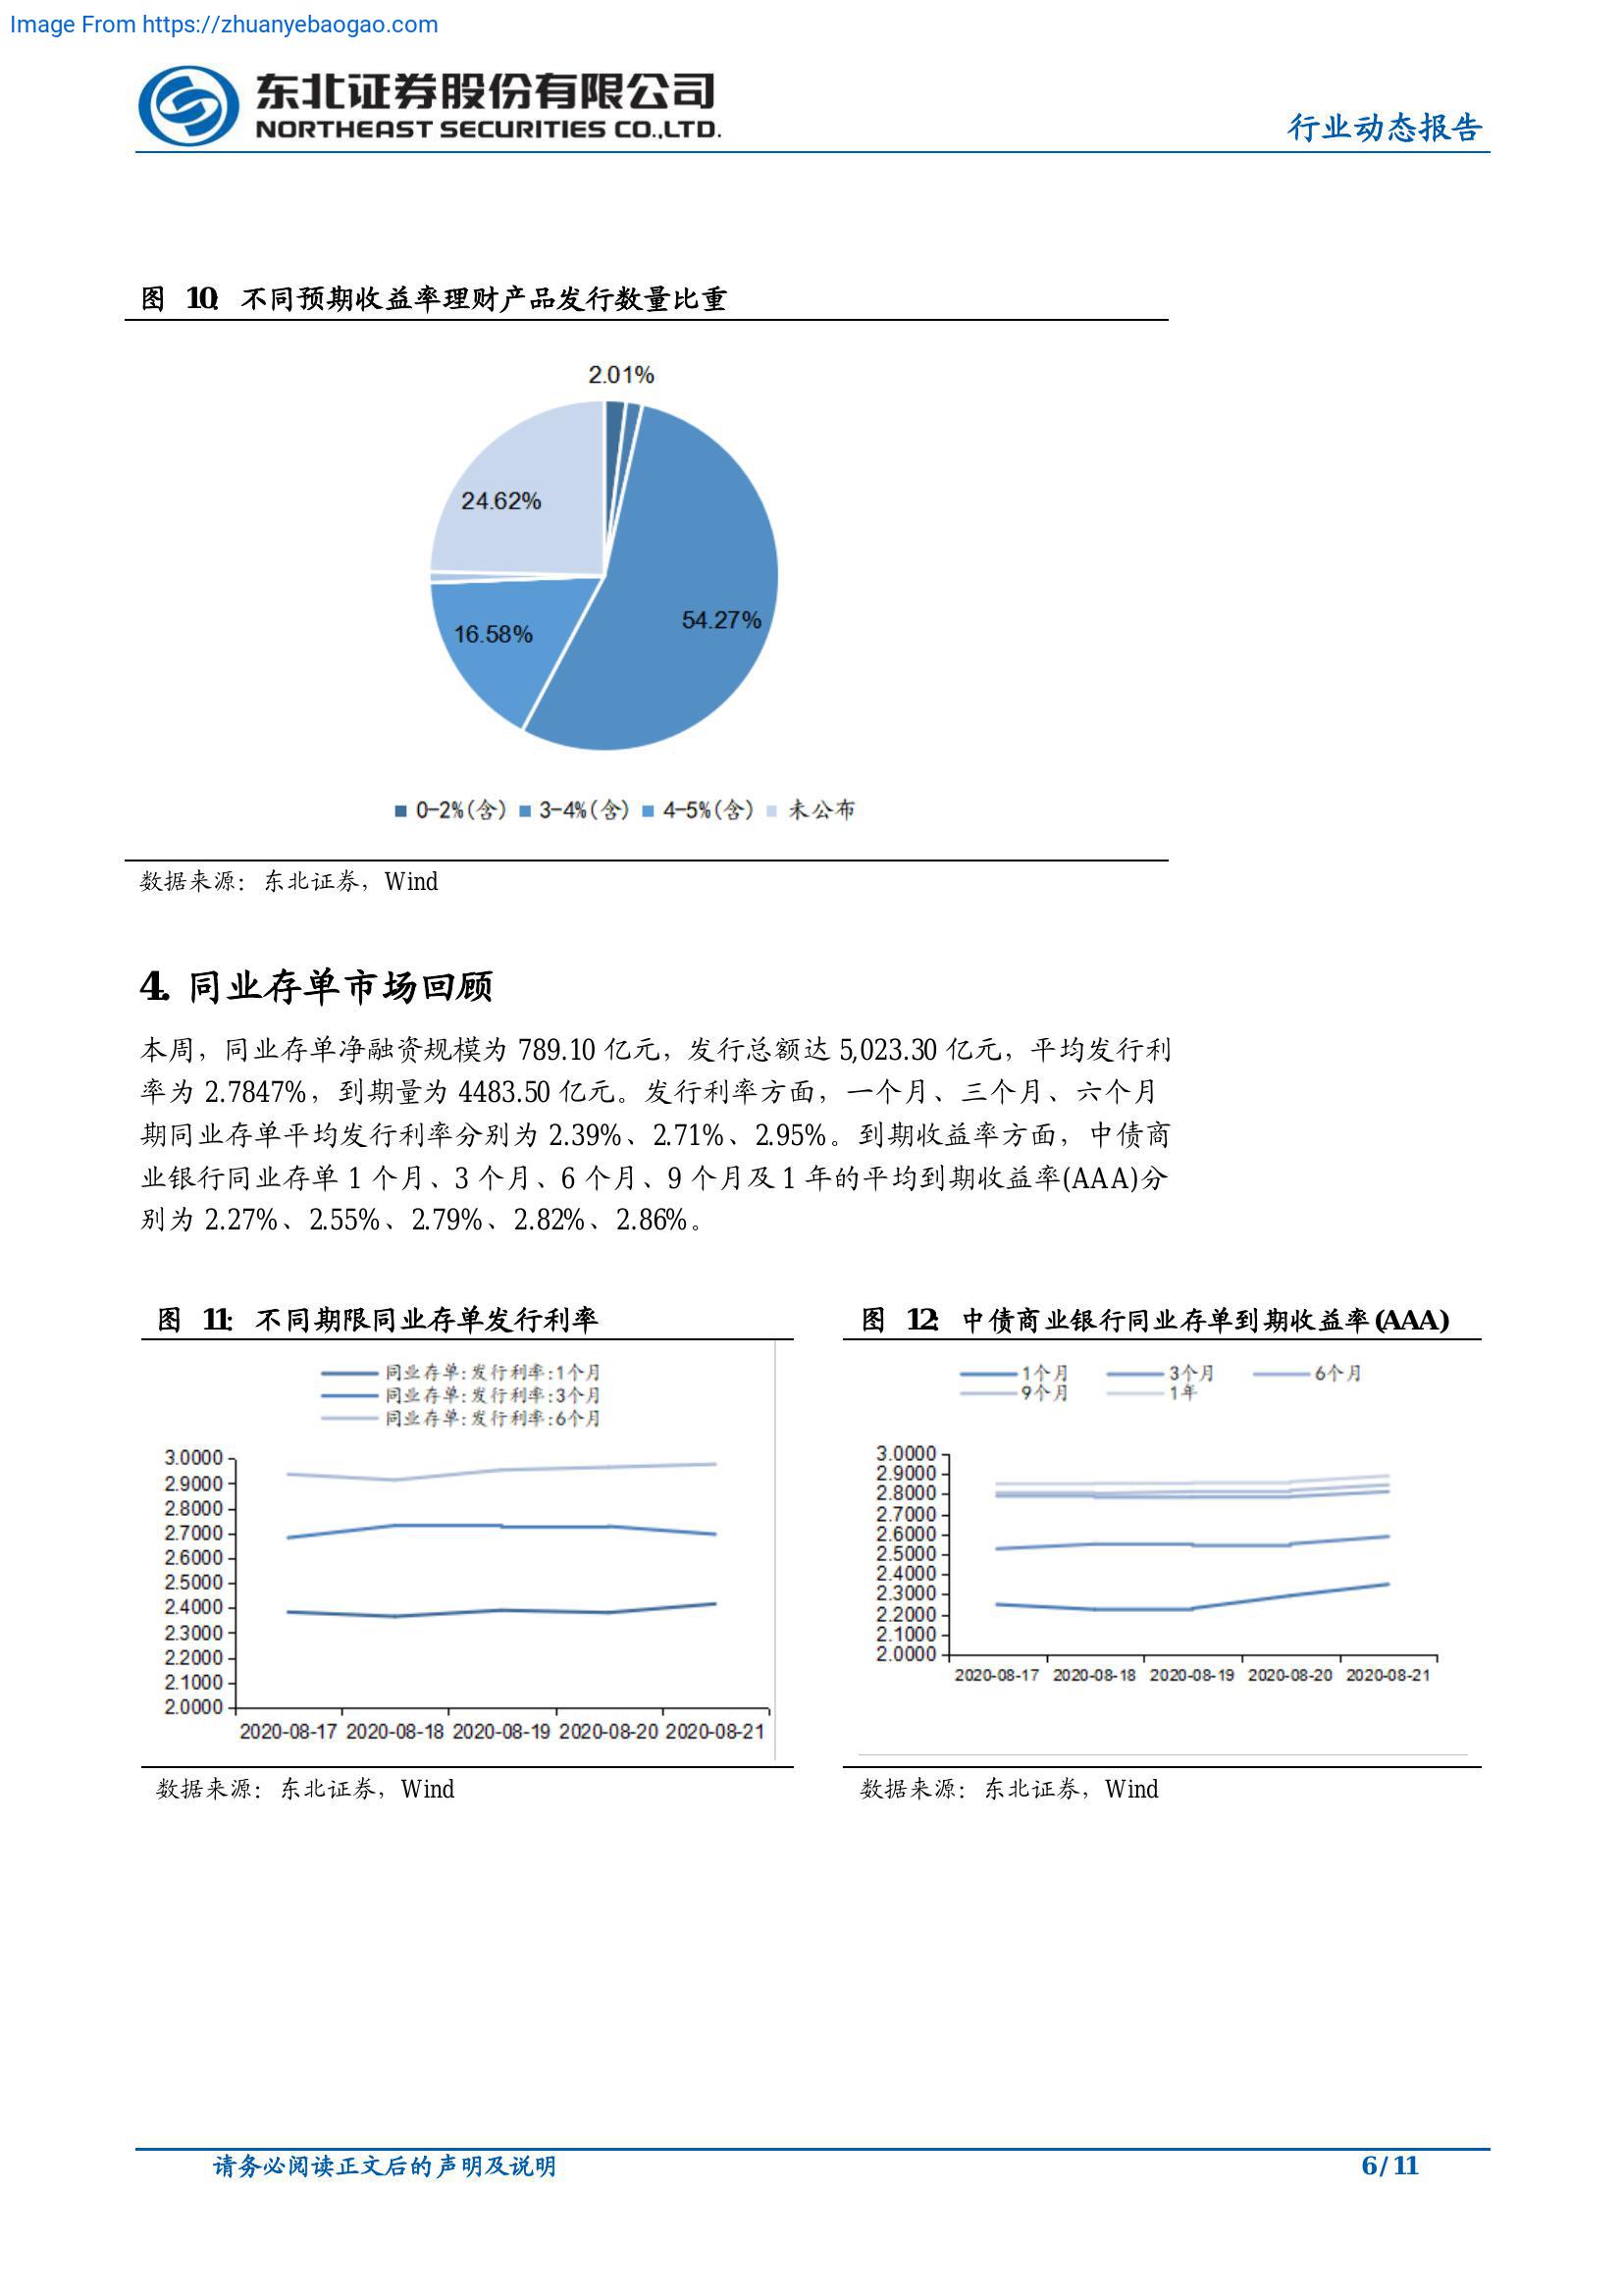 Image From https://zhuanyebaogao.com
东北证券股份有限公司
NORTHEAST SECURITIES CO.,LTD.
行业动态报告
图 10: 不同预期收益率理财产品发行数量比重
2.01%
24.62%
54.27%
16.58%
0-2%(含) 3-4%(含) 4-5%(含) 未公布
数据来源：东北证券，Wind
4. 同业存单市场回顾
本周，同业存单净融资规模为 789.10 亿元，发行总额达 5,023.30 亿元，平均发行利
率为 2.7847%，到期量为 4483.50 亿元。发行利率方面，一个月、三个月、六个月
期同业存单平均发行利率分别为 2.39%、2.71%、2.95%。到期收益率方面，中债商
业银行同业存单 1 个月、3 个月、6 个月、9 个月及 1 年的平均到期收益率(AAA)分
别为 2.27%、2.55%、2.79%、2.82%、2.86%。
图 11: 不同期限同业存单发行利率
同业存单:发行利率:1个月
同业存单:发行利率:3个月
同业存单:发行利率:6个月
3.0000
2.9000
2.8000
2.7000
2.6000
2.5000
2.4000
2.3000
2.2000
2.1000
2.0000
2020-08-17 2020-08-18 2020-08-19 2020-08-20 2020-08-21
数据来源：东北证券，Wind
图 12: 中债商业银行同业存单到期收益率(AAA)
1个月 3个月 6个月
9个月 1年
3.0000
2.9000
2.8000
2.7000
2.6000
2.5000
2.4000
2.3000
2.2000
2.1000
2.0000
2020-08-17 2020-08-18 2020-08-19 2020-08-20 2020-08-21
数据来源：东北证券，Wind
请务必阅读正文后的声明及说明
6 / 11